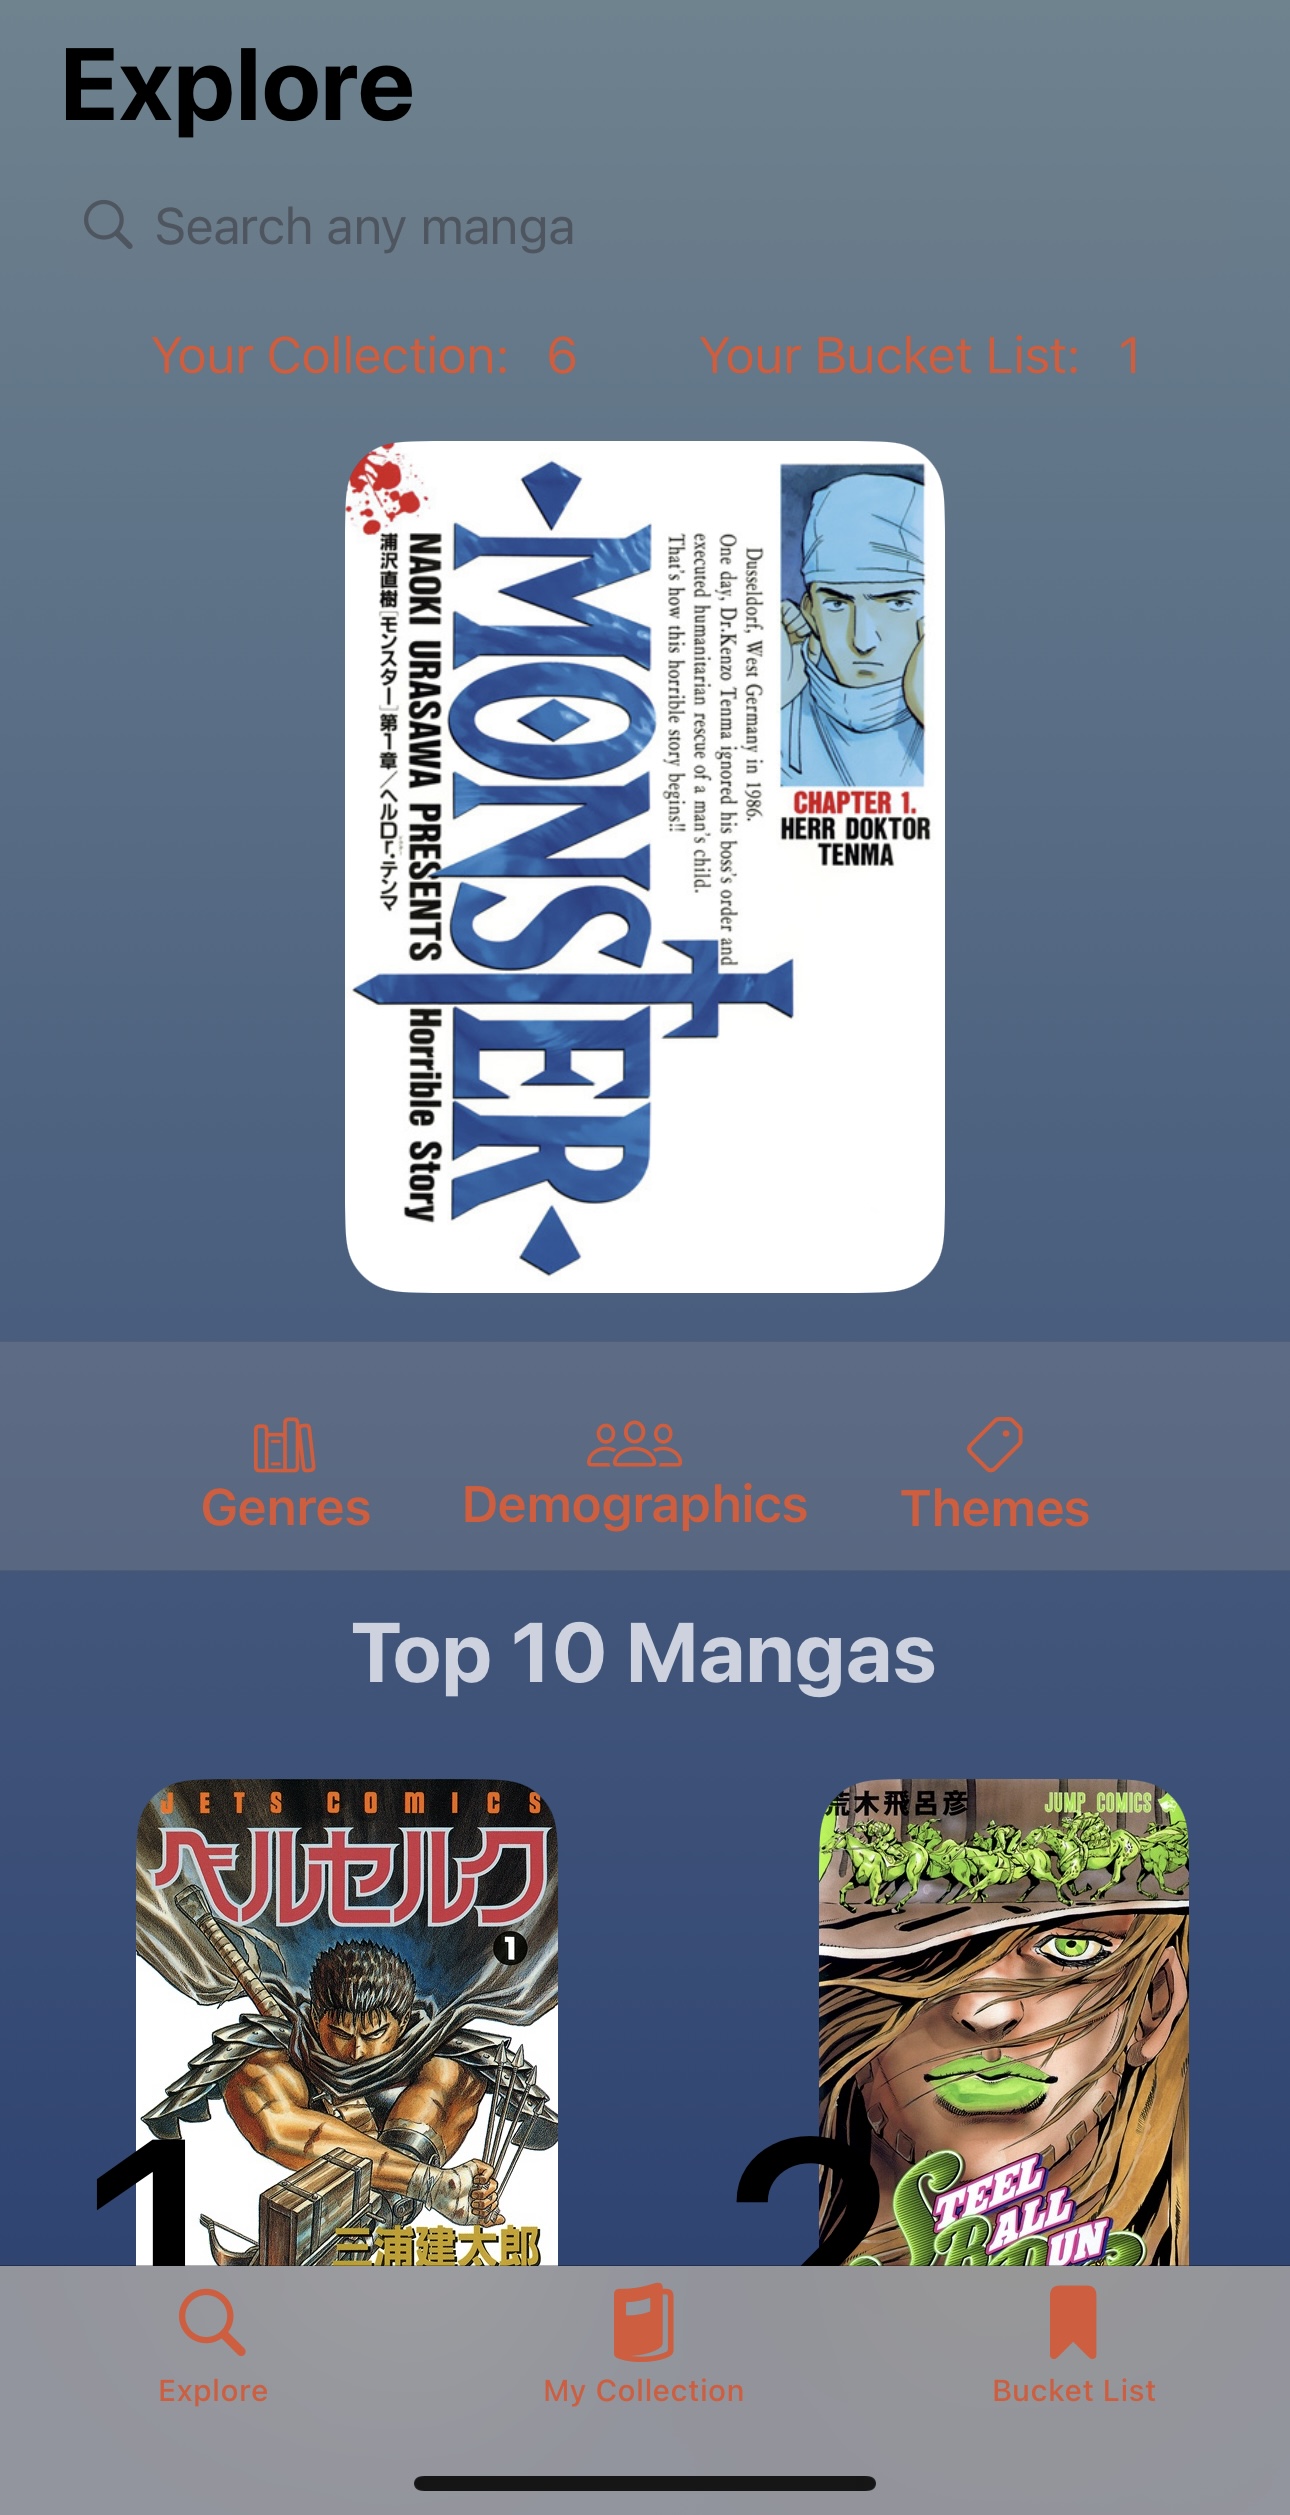 Explore
Search any manga
Your Collection: 6
Your Bucket List: 1
CHAPTER 1.
HERR DOKTOR
TENMA
Dusseldorf, West Germany in 1986.
One day, Dr.Kenzo Tenma ignored his boss's order and
executed humanitarian rescue of a man's child.
That's how this horrible story begins!!
MONSTER
NAOKI URASAWA PRESENTS Horrible Story
浦沢直樹[モンスター]第1章/ヘルDr.テンマ
Genres
Demographics
Themes
Top 10 Mangas
JETS COMICS
ベルセルク
1
三浦建太郎
1
荒木飛呂彦
JUMP COMICS
STEEL
BALL
RUN
2
Explore
My Collection
Bucket List